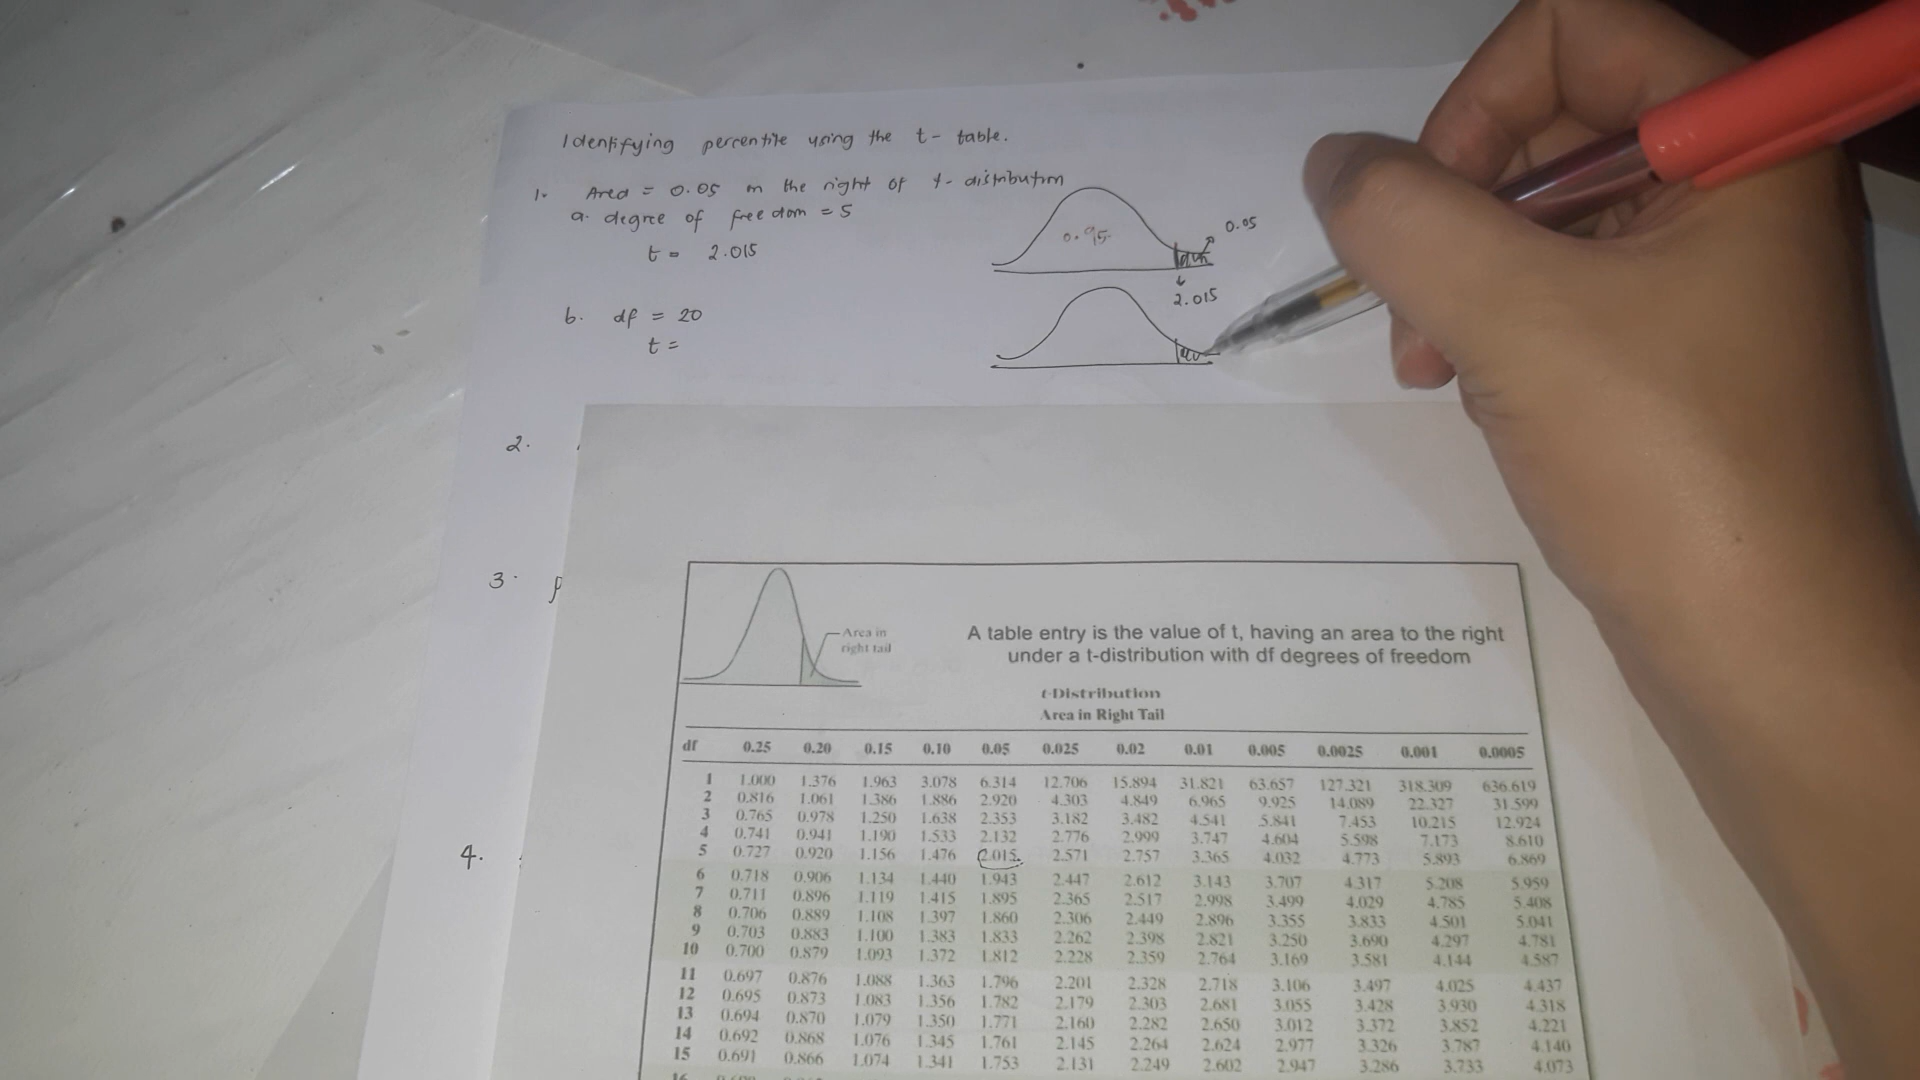 Identifying percentile using the t - table.
1. Area = 0.05 on the right of t - distribution
a. degree of freedom = 5
t = 2.015
0.95
0.05
2.015
b. df = 20
t =
2.
3.
4.
Area in
right tail
A table entry is the value of t, having an area to the right
under a t-distribution with df degrees of freedom
t-Distribution
Area in Right Tail
df 0.25 0.20 0.15 0.10 0.05 0.025 0.02 0.01 0.005 0.0025 0.001 0.0005
1 1.000 1.376 1.963 3.078 6.314 12.706 15.894 31.821 63.657 127.321 318.309 636.619
2 0.816 1.061 1.386 1.886 2.920 4.303 4.849 6.965 9.925 14.089 22.327 31.599
3 0.765 0.978 1.250 1.638 2.353 3.182 3.482 4.541 5.841 7.453 10.215 12.924
4 0.741 0.941 1.190 1.533 2.132 2.776 2.999 3.747 4.604 5.598 7.173 8.610
5 0.727 0.920 1.156 1.476 2.015 2.571 2.757 3.365 4.032 4.773 5.893 6.869
6 0.718 0.906 1.134 1.440 1.943 2.447 2.612 3.143 3.707 4.317 5.208 5.959
7 0.711 0.896 1.119 1.415 1.895 2.365 2.517 2.998 3.499 4.029 4.785 5.408
8 0.706 0.889 1.108 1.397 1.860 2.306 2.449 2.896 3.355 3.833 4.501 5.041
9 0.703 0.883 1.100 1.383 1.833 2.262 2.398 2.821 3.250 3.690 4.297 4.781
10 0.700 0.879 1.093 1.372 1.812 2.228 2.359 2.764 3.169 3.581 4.144 4.587
11 0.697 0.876 1.088 1.363 1.796 2.201 2.328 2.718 3.106 3.497 4.025 4.437
12 0.695 0.873 1.083 1.356 1.782 2.179 2.303 2.681 3.055 3.428 3.930 4.318
13 0.694 0.870 1.079 1.350 1.771 2.160 2.282 2.650 3.012 3.372 3.852 4.221
14 0.692 0.868 1.076 1.345 1.761 2.145 2.264 2.624 2.977 3.326 3.787 4.140
15 0.691 0.866 1.074 1.341 1.753 2.131 2.249 2.602 2.947 3.286 3.733 4.073